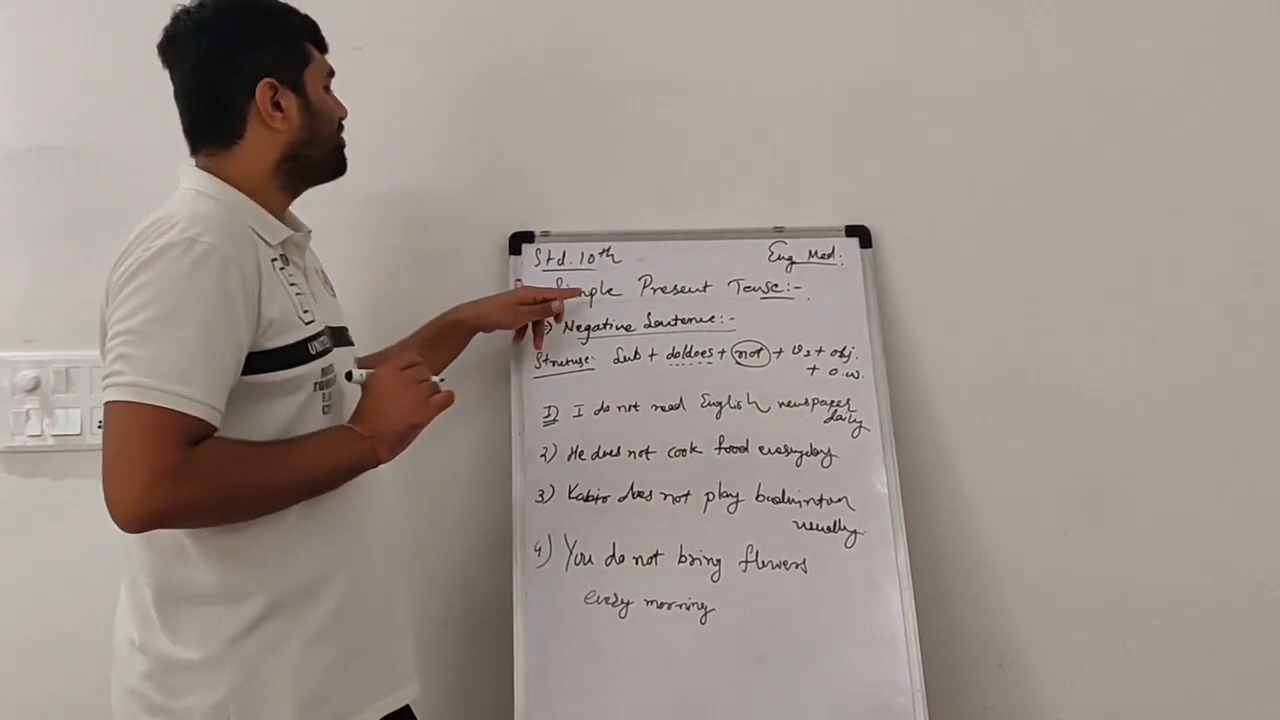 Std. 10th
Eng Med.
Simple Present Tense:-
Negative Sentence:-
Structure: Sub + do/does + not + V1 + obj.
+ O.W.
1) I do not read English newspaper
daily
2) He does not cook food everyday
3) Kabir does not play badminton
usually.
4) You do not bring flowers
every morning
UNITED